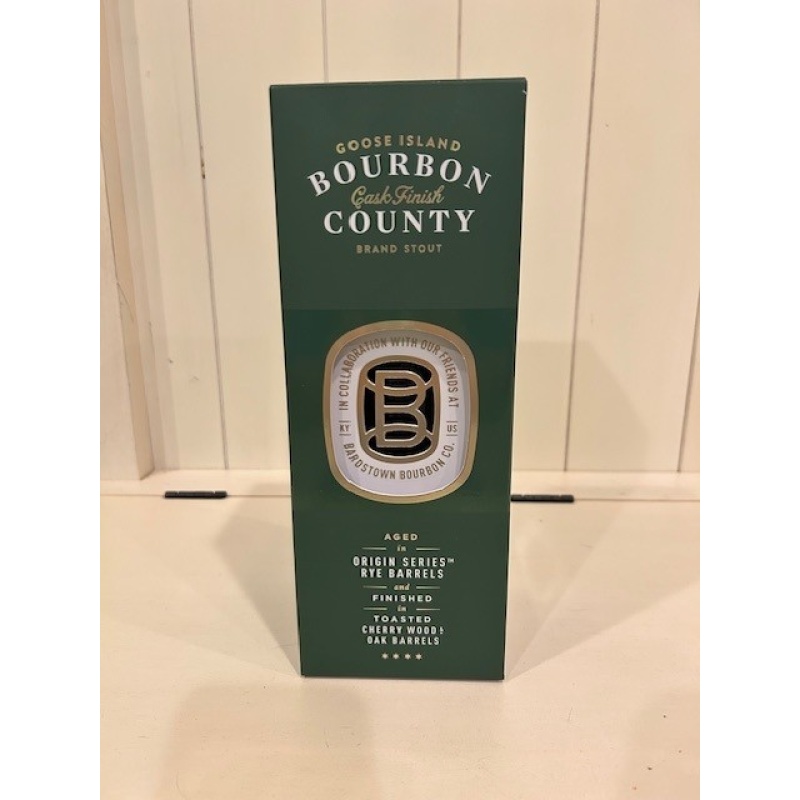 GOOSE ISLAND
BOURBON
Cask Finish
COUNTY
BRAND STOUT
IN COLLABORATION WITH OUR FRIENDS AT
B
KY
US
BARDSTOWN BOURBON CO.
AGED
in
ORIGIN SERIES™
RYE BARRELS
and
FINISHED
in
TOASTED
CHERRY WOOD &
OAK BARRELS